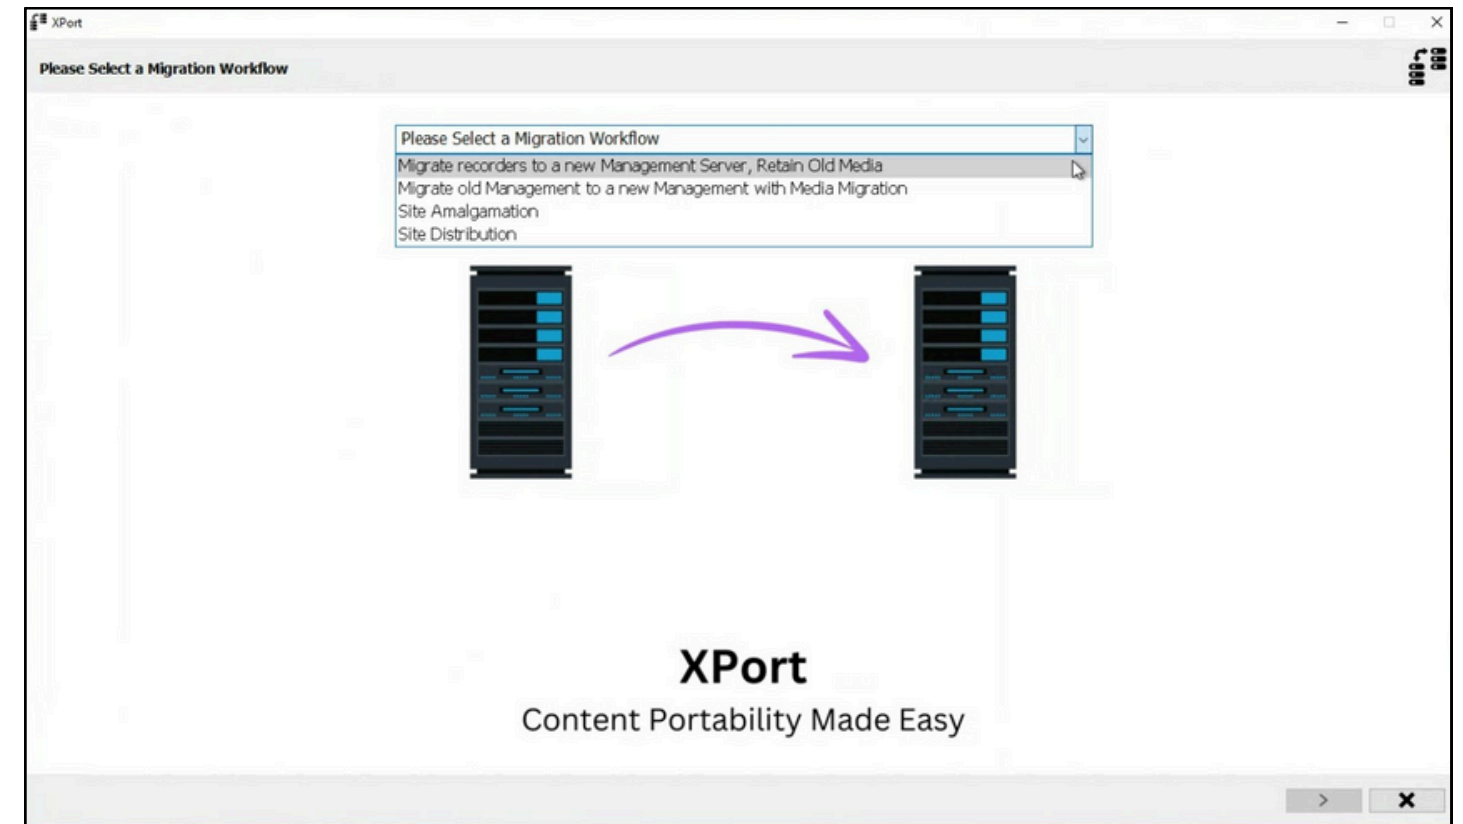 XPort
Please Select a Migration Workflow
Please Select a Migration Workflow
Migrate recorders to a new Management Server, Retain Old Media
Migrate old Management to a new Management with Media Migration
Site Amalgamation
Site Distribution
XPort
Content Portability Made Easy